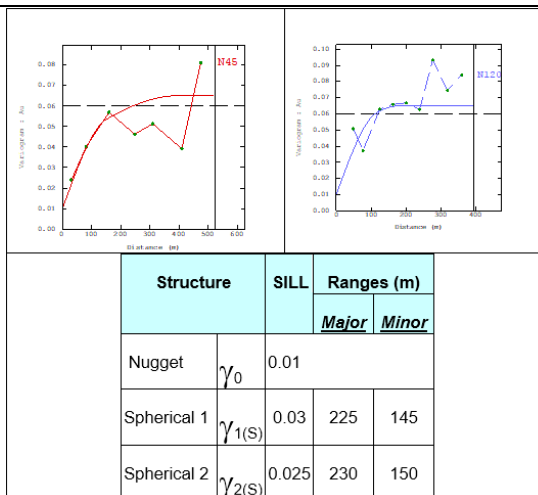 N45
0.08
0.07
0.06
0.05
0.04
0.03
0.02
0.01
0.00
Variogram : Au
0 100 200 300 400 500 600
Distance (m)
N120
0.10
0.09
0.08
0.07
0.06
0.05
0.04
0.03
0.02
0.01
0.00
Variogram : Au
0 100 200 300 400
Distance (m)
Structure SILL Ranges (m)
Major Minor
Nugget γ0 0.01
Spherical 1 γ1(S) 0.03 225 145
Spherical 2 γ2(S) 0.025 230 150